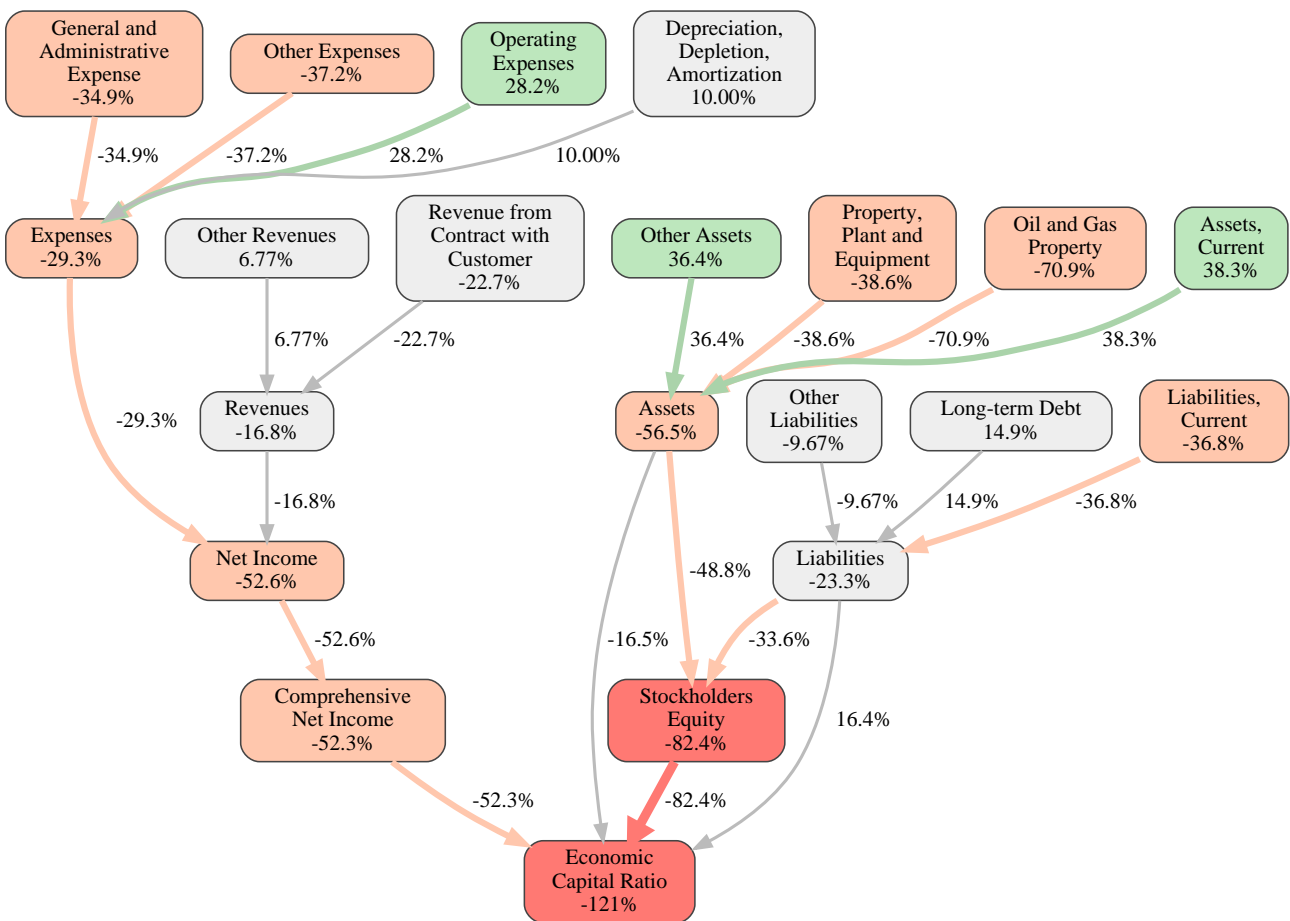 General and
Administrative
Expense
-34.9%
Other Expenses
-37.2%
Operating
Expenses
28.2%
Depreciation,
Depletion,
Amortization
10.00%
-34.9%
-37.2%
28.2%
10.00%
Expenses
-29.3%
Other Revenues
6.77%
Revenue from
Contract with
Customer
-22.7%
Other Assets
36.4%
Property,
Plant and
Equipment
-38.6%
Oil and Gas
Property
-70.9%
Assets,
Current
38.3%
6.77%
-22.7%
36.4%
-38.6%
-70.9%
38.3%
-29.3%
Revenues
-16.8%
Assets
-56.5%
Other
Liabilities
-9.67%
Long-term Debt
14.9%
Liabilities,
Current
-36.8%
-16.8%
-9.67%
14.9%
-36.8%
Net Income
-52.6%
-48.8%
Liabilities
-23.3%
-52.6%
-16.5%
-33.6%
Comprehensive
Net Income
-52.3%
Stockholders
Equity
-82.4%
16.4%
-52.3%
-82.4%
Economic
Capital Ratio
-121%